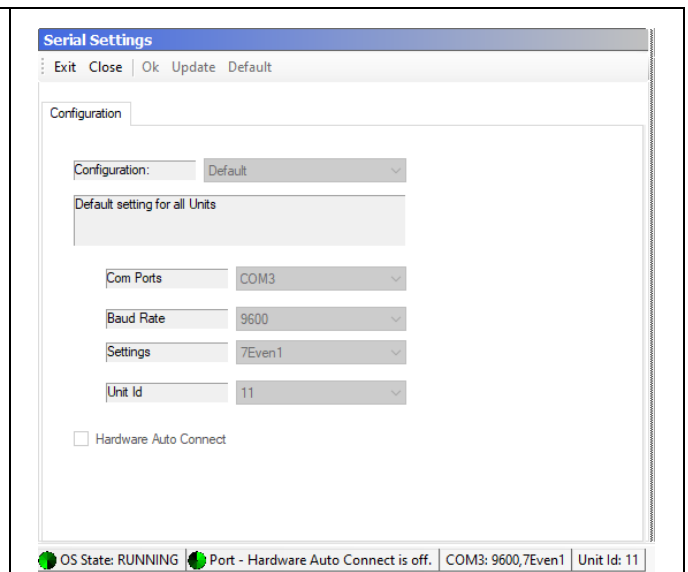 Serial Settings
Exit Close Ok Update Default
Configuration
Configuration: Default
Default setting for all Units
Com Ports COM3
Baud Rate 9600
Settings 7Even1
Unit Id 11
Hardware Auto Connect
OS State: RUNNING Port - Hardware Auto Connect is off. COM3: 9600,7Even1 Unit Id: 11